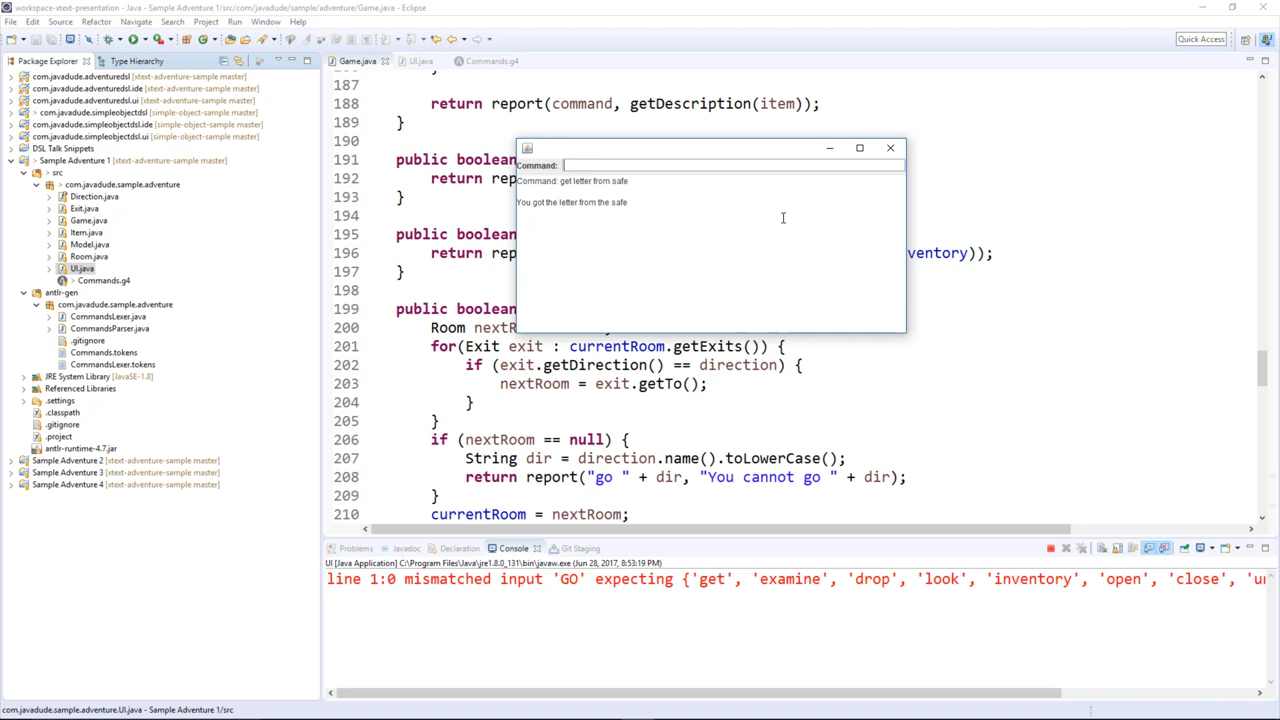 workspace-xtext-presentation - Java - Sample Adventure 1/src/com/javadude/sample/adventure/Game.java - Eclipse
File Edit Source Refactor Navigate Search Project Run Window Help
Quick Access
Package Explorer Type Hierarchy
com.javadude.adventuredsl [xtext-adventure-sample master]
com.javadude.adventuredsl.ide [xtext-adventure-sample master]
com.javadude.adventuredsl.ui [xtext-adventure-sample master]
> com.javadude.simpleobjectdsl [simple-object-dsl master]
com.javadude.simpleobjectdsl.ide [simple-object-dsl master]
com.javadude.simpleobjectdsl.ui [simple-object-dsl master]
DSL Talk Snippets
> Sample Adventure 1 [xtext-adventure-sample master]
> src
> com.javadude.sample.adventure
Direction.java
Exit.java
Game.java
Item.java
Model.java
Room.java
UI.java
> Commands.g4
antlr-gen
com.javadude.sample.adventure
CommandsLexer.java
CommandsParser.java
.gitignore
Commands.tokens
CommandsLexer.tokens
JRE System Library [JavaSE-1.8]
Referenced Libraries
.settings
.classpath
.gitignore
.project
antlr-runtime-4.7.jar
Sample Adventure 2 [xtext-adventure-sample master]
Sample Adventure 3 [xtext-adventure-sample master]
Sample Adventure 4 [xtext-adventure-sample master]
Game.java UI.java Commands.g4
187
188 return report(command, getDescription(item));
189 }
190
191 public boolean
192 return rep
193 }
194
195 public boolean
196 return rep ventory));
197 }
198
199 public boolean
200 Room nextR
201 for(Exit exit : currentRoom.getExits()) {
202 if (exit.getDirection() == direction) {
203 nextRoom = exit.getTo();
204 }
205 }
206 if (nextRoom == null) {
207 String dir = direction.name().toLowerCase();
208 return report("go " + dir, "You cannot go " + dir);
209 }
210 currentRoom = nextRoom;
Command:
Command: get letter from safe
You got the letter from the safe
Problems Javadoc Declaration Console Git Staging
UI [Java Application] C:\Program Files\Java\jre1.8.0_131\bin\javaw.exe (Jun 28, 2017, 8:53:19 PM)
line 1:0 mismatched input 'GO' expecting {'get', 'examine', 'drop', 'look', 'inventory', 'open', 'close', 'un
com.javadude.sample.adventure.UI.java - Sample Adventure 1/src